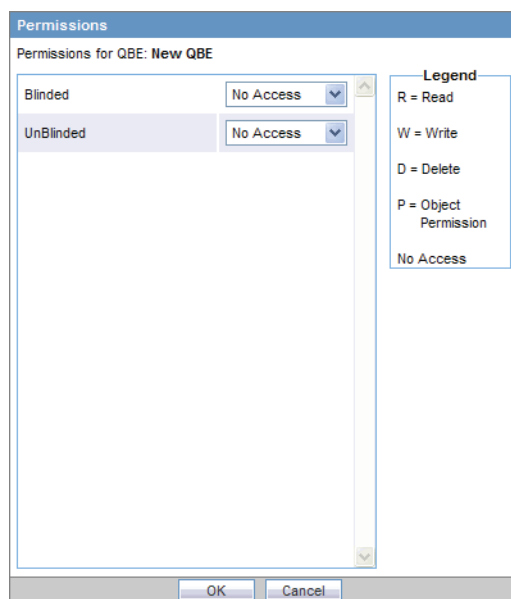 Permissions
Permissions for QBE: New QBE
Blinded No Access
UnBlinded No Access
Legend
R = Read
W = Write
D = Delete
P = Object
Permission
No Access
OK Cancel